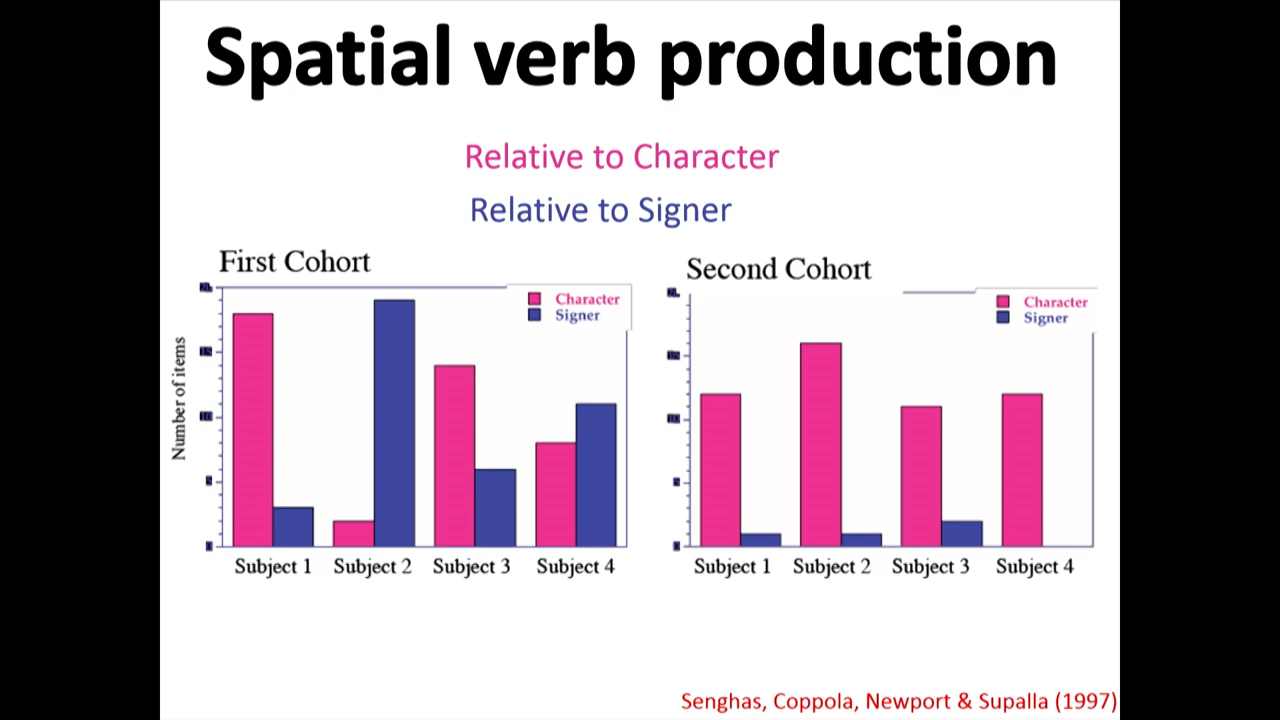 Spatial verb production
Relative to Character
Relative to Signer
First Cohort
Character
Signer
Number of items
Subject 1 Subject 2 Subject 3 Subject 4
Second Cohort
Character
Signer
Subject 1 Subject 2 Subject 3 Subject 4
Senghas, Coppola, Newport & Supalla (1997)